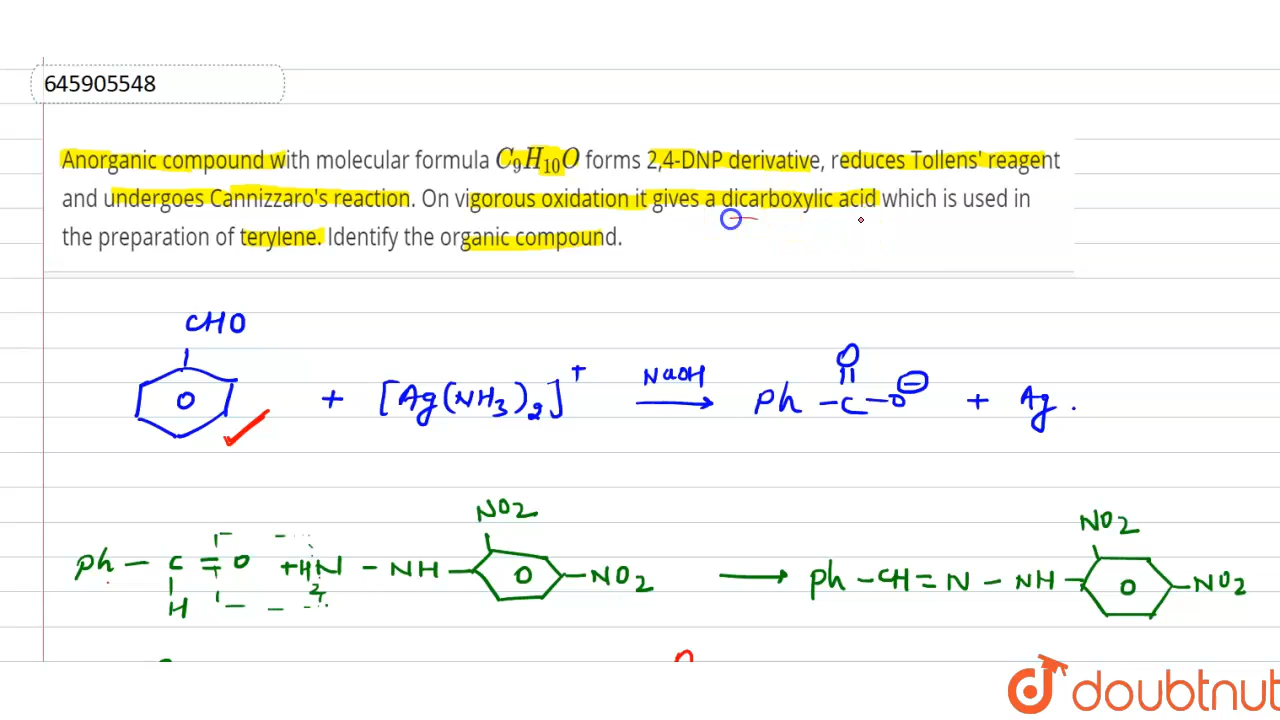 645905548
Anorganic compound with molecular formula C₉H₁₀O forms 2,4-DNP derivative, reduces Tollens' reagent
and undergoes Cannizzaro's reaction. On vigorous oxidation it gives a dicarboxylic acid which is used in
the preparation of terylene. Identify the organic compound.
CHO
O + [Ag(NH₃)₂]⁺ NaOH Ph - C - O ⊖ + Ag .
O
NO₂
NO₂
Ph - C = O + H₂N - NH - O - NO₂ → Ph - CH = N - NH - O - NO₂
H
doubtnut